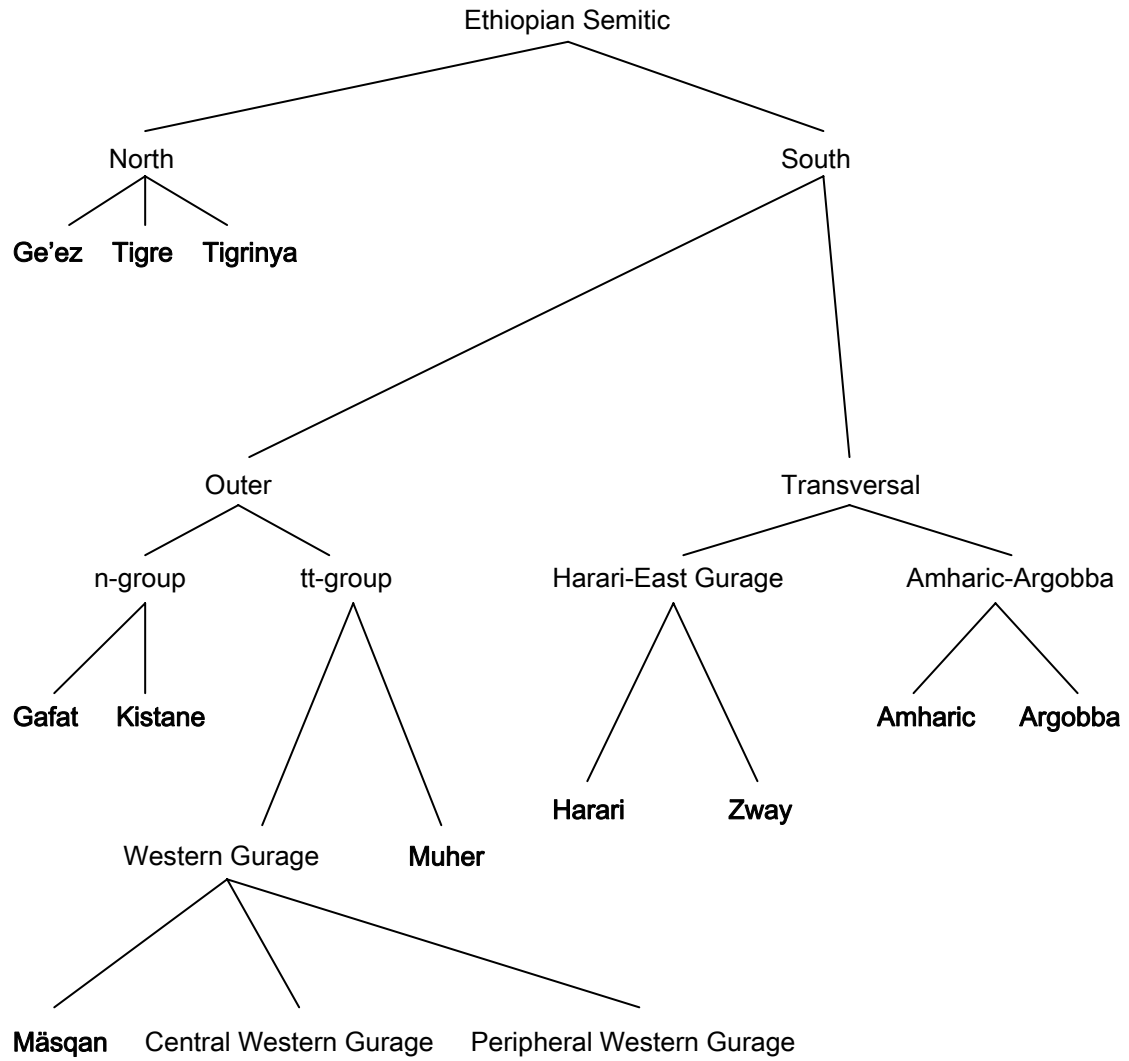 Ethiopian Semitic
North South
Ge’ez Tigre Tigrinya
Outer Transversal
n-group tt-group Harari-East Gurage Amharic-Argobba
Gafat Kistane Amharic Argobba
Harari Zway
Western Gurage Muher
Mäsqan Central Western Gurage Peripheral Western Gurage